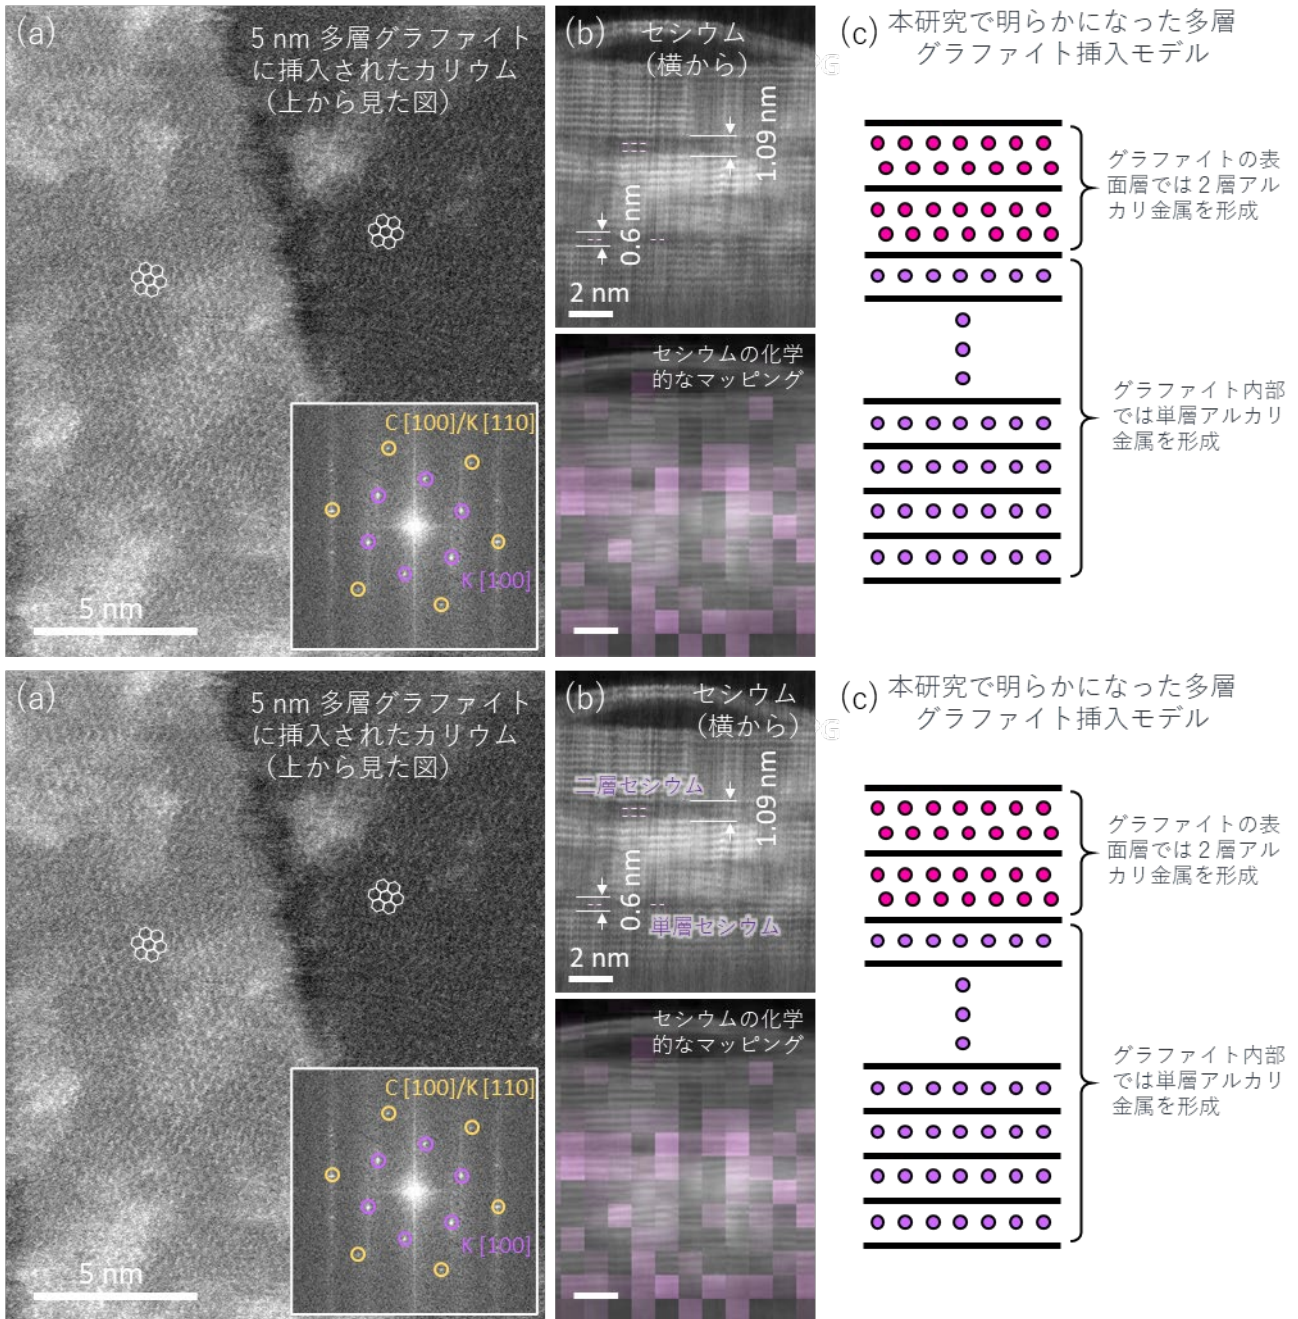 (a)
5 nm 多層グラファイト
に挿入されたカリウム
（上から見た図）
C [100]/K [110]
K [100]
5 nm
(b)
セシウム
（横から）
1.09 nm
0.6 nm
2 nm
セシウムの化学
的なマッピング
(c)
本研究で明らかになった多層
グラファイト挿入モデル
グラファイトの表
面層では２層アル
カリ金属を形成
グラファイト内部
では単層アルカリ
金属を形成
(a)
5 nm 多層グラファイト
に挿入されたカリウム
（上から見た図）
C [100]/K [110]
K [100]
5 nm
(b)
セシウム
（横から）
二層セシウム
1.09 nm
0.6 nm
単層セシウム
2 nm
セシウムの化学
的なマッピング
(c)
本研究で明らかになった多層
グラファイト挿入モデル
グラファイトの表
面層では２層アル
カリ金属を形成
グラファイト内部
では単層アルカリ
金属を形成